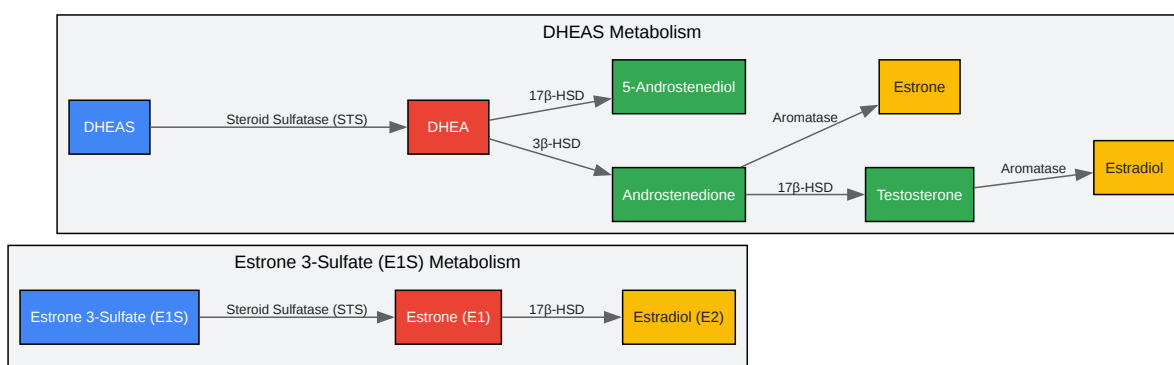 DHEAS Metabolism
DHEAS
Steroid Sulfatase (STS)
DHEA
17β-HSD
3β-HSD
5-Androstenediol
Androstenedione
Aromatase
17β-HSD
Estrone
Testosterone
Aromatase
Estradiol
Estrone 3-Sulfate (E1S) Metabolism
Estrone 3-Sulfate (E1S)
Steroid Sulfatase (STS)
Estrone (E1)
17β-HSD
Estradiol (E2)